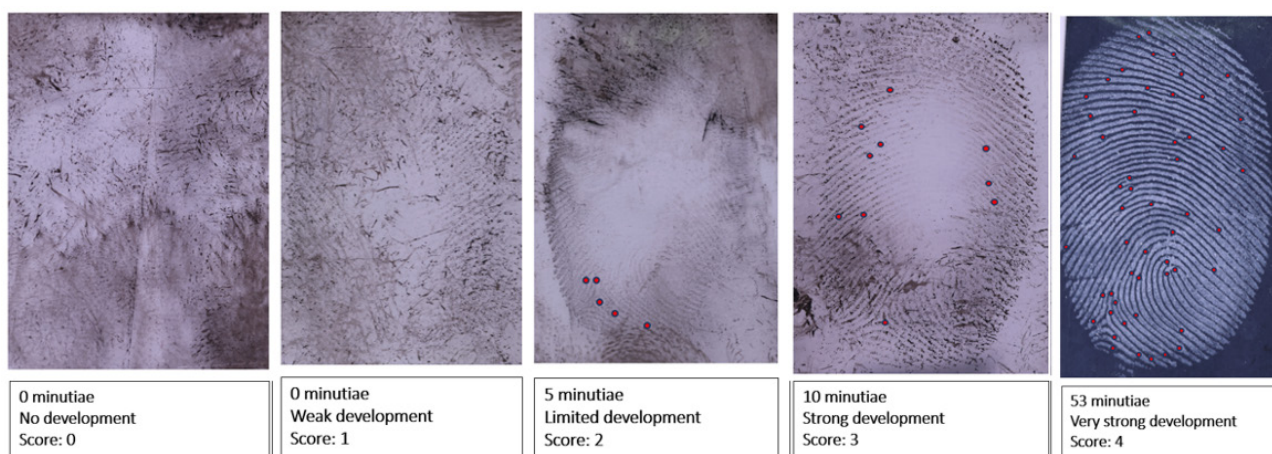 0 minutiae
No development
Score: 0
0 minutiae
Weak development
Score: 1
5 minutiae
Limited development
Score: 2
10 minutiae
Strong development
Score: 3
53 minutiae
Very strong development
Score: 4